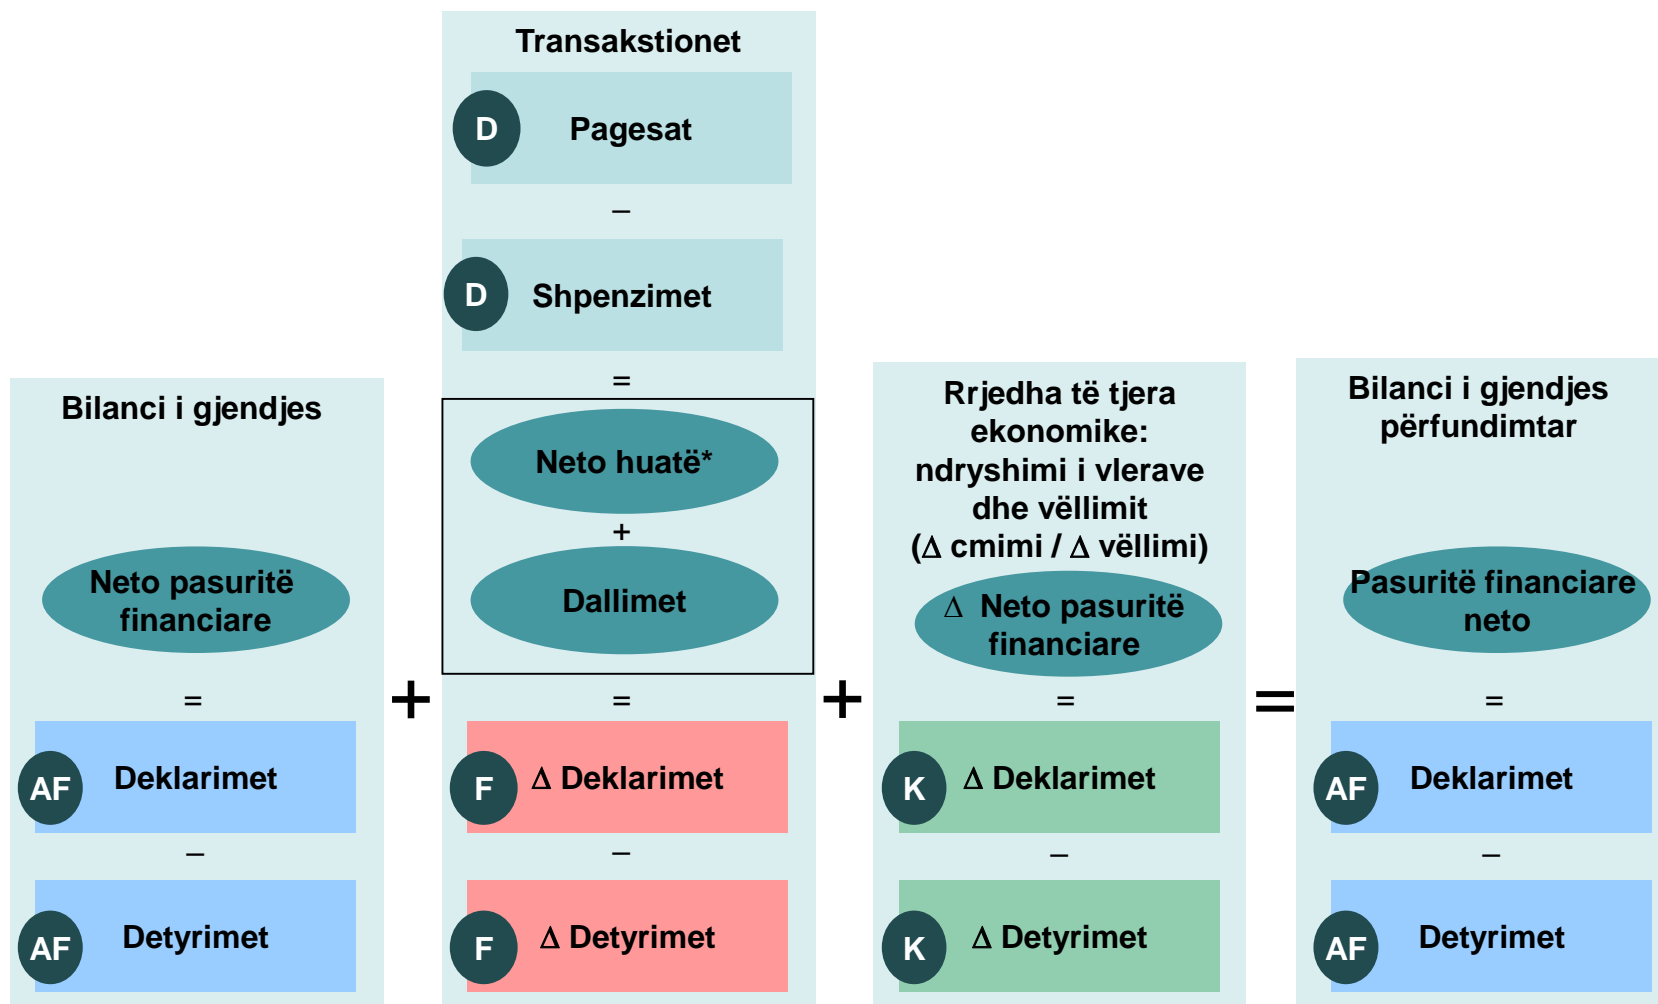 Bilanci i gjendjes
Neto pasuritë
financiare
=
AF
Deklarimet
–
AF
Detyrimet
+
Transakstionet
D
Pagesat
–
D
Shpenzimet
=
Neto huatë*
+
Dallimet
=
F
Δ Deklarimet
–
F
Δ Detyrimet
+
Rrjedha të tjera
ekonomike:
ndryshimi i vlerave
dhe vëllimit
(Δ cmimi / Δ vëllimi)
Δ Neto pasuritë
financiare
=
K
Δ Deklarimet
–
K
Δ Detyrimet
=
Bilanci i gjendjes
përfundimtar
Pasuritë financiare
neto
=
AF
Deklarimet
–
AF
Detyrimet